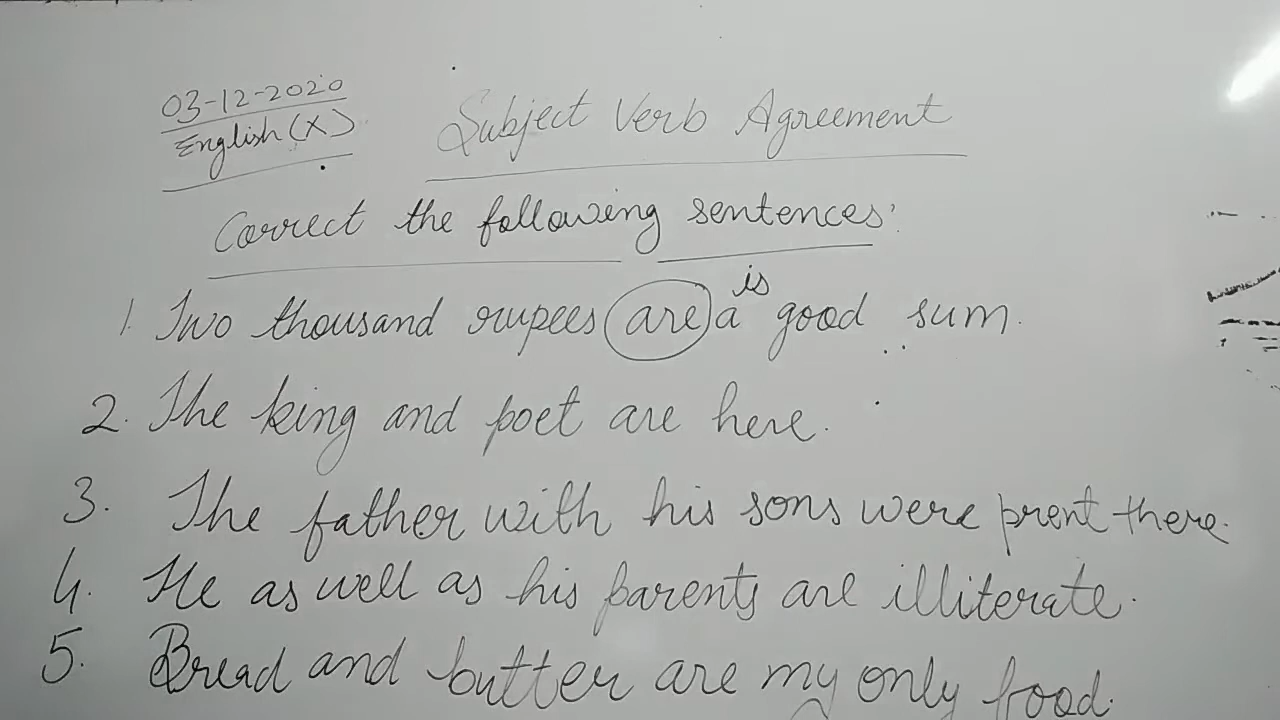 03-12-2020
English (X)
Subject Verb Agreement
Correct the following sentences:
is
1. Two thousand rupees are a good sum.
2. The king and poet are here.
3. The father with his sons were prent there.
4. He as well as his parents are illiterate.
5. Bread and butter are my only food.